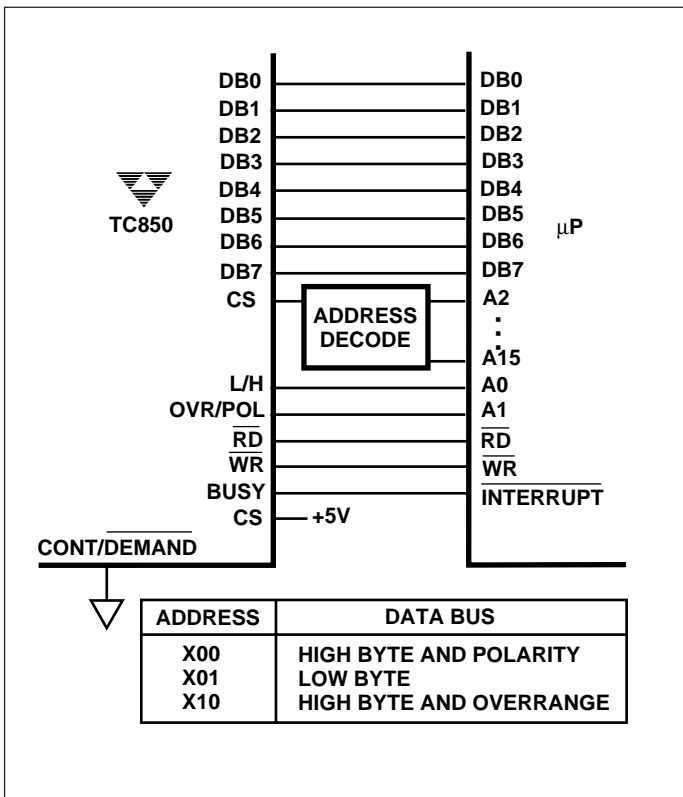 DB0 DB0
DB1 DB1
DB2 DB2
DB3 DB3
DB4 DB4
TC850 DB5 DB5 μP
DB6 DB6
DB7 DB7
CS ADDRESS DECODE A2
A15
L/H A0
OVR/POL A1
RD RD
WR WR
BUSY INTERRUPT
CS +5V
CONT/DEMAND
ADDRESS DATA BUS
X00 HIGH BYTE AND POLARITY
X01 LOW BYTE
X10 HIGH BYTE AND OVERRANGE